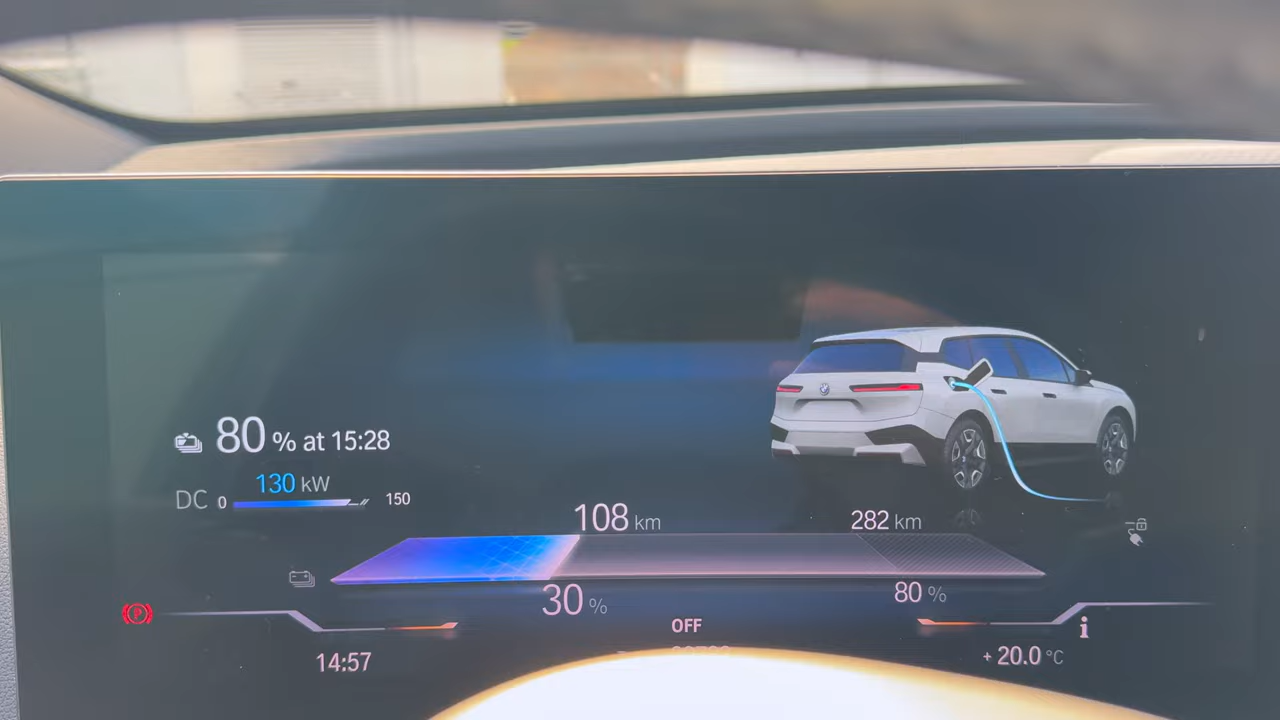 80 % at 15:28
130 kW
DC 0 150
108 km 282 km
30 % 80 %
OFF
14:57 + 20.0 °C